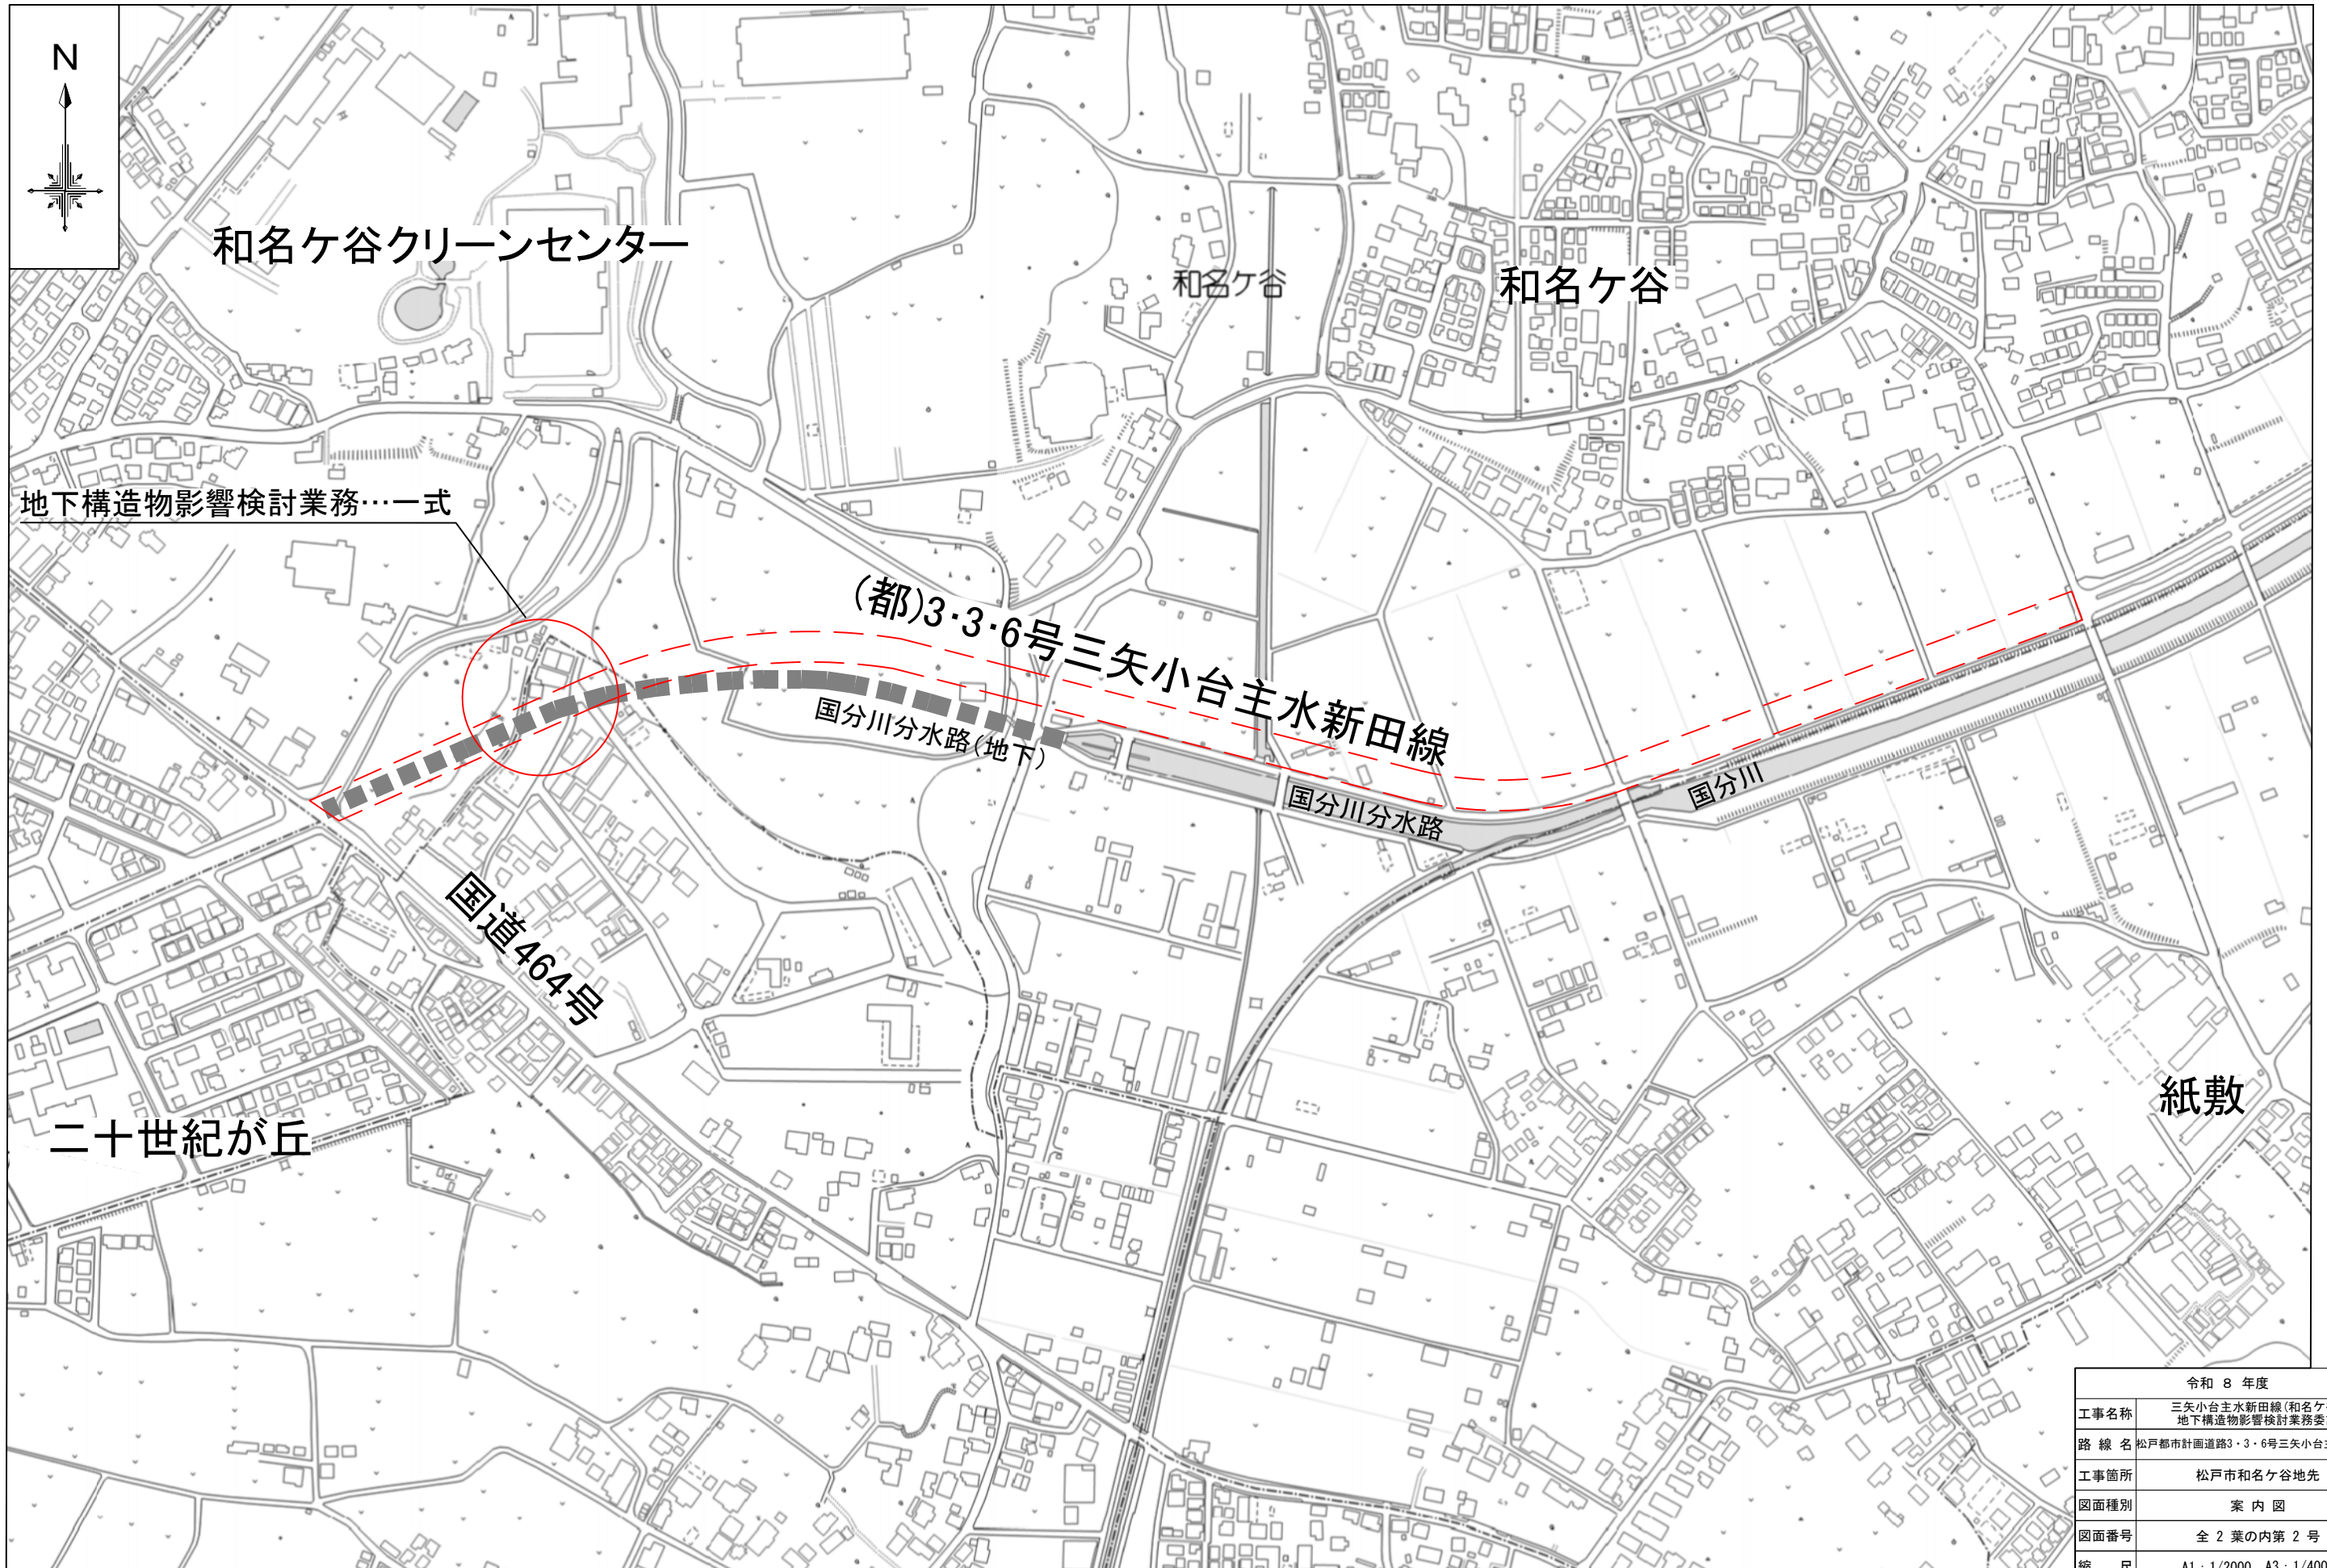 N
和名ケ谷クリーンセンター
和名ケ谷
和名ケ谷
地下構造物影響検討業務…一式
(都)3・3・6号三矢小台主水新田線
国分川分水路(地下)
国分川分水路
国分川
国道464号
二十世紀が丘
紙敷
令和 8 年度
工事名称 三矢小台主水新田線(和名ケ
地下構造物影響検討業務委
路線名 松戸都市計画道路3・3・6号三矢小台
工事箇所 松戸市和名ケ谷地先
図面種別 案内図
図面番号 全 2 葉の内第 2 号
縮尺 A1:1/2000 A3:1/400